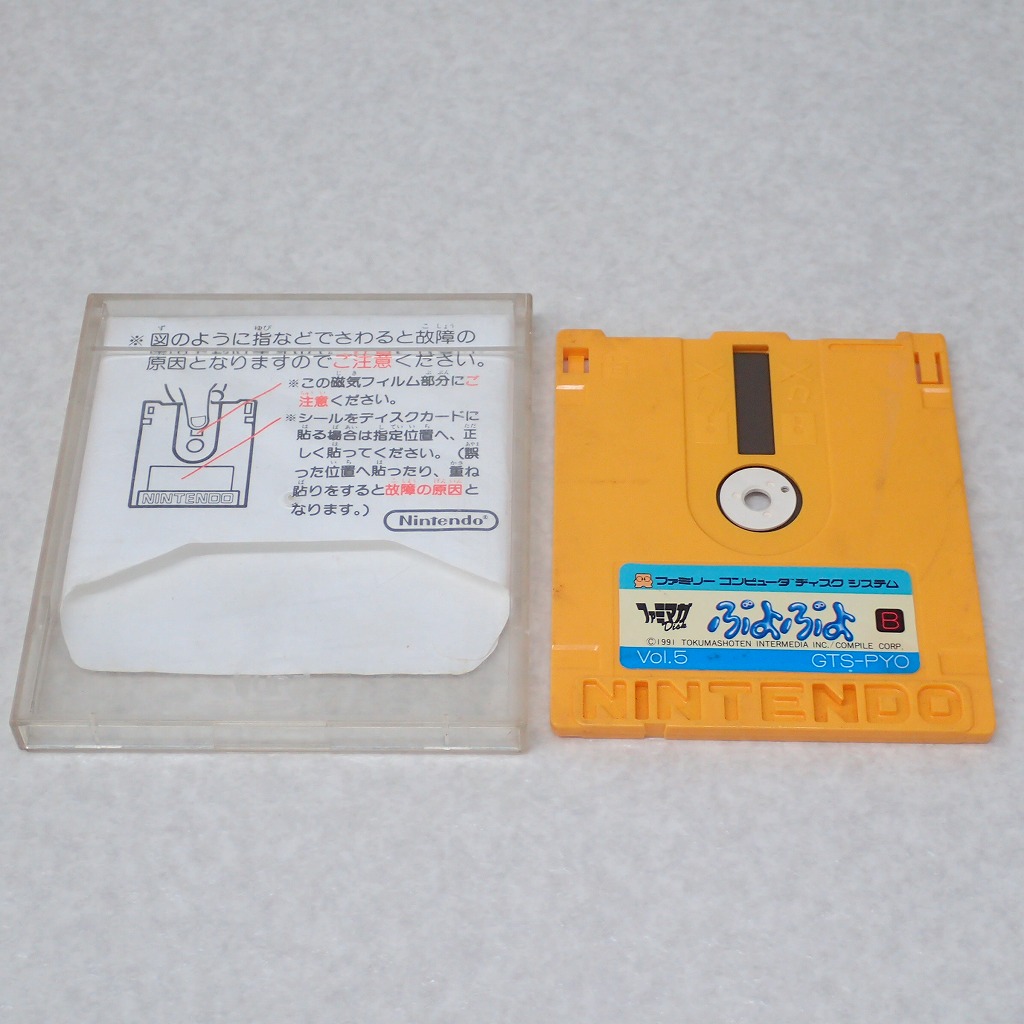 ※図のように指などでさわると故障の
原因となりますのでご注意ください。
※この磁気フィルム部分にご
注意ください。
※シールをディスクカードに
貼る場合は指定位置へ、正
しく貼ってください。(誤
った位置へ貼ったり、重ね
貼りをすると故障の原因と
なります。)
NINTENDO
Nintendo®
ファミリー コンピュータ™ ディスク システム
ファミマガ
Disk
ぷよぷよ
B
©1991 TOKUMASHOTEN INTERMEDIA INC./COMPILE CORP.
Vol.5
GTS-PYO
NINTENDO